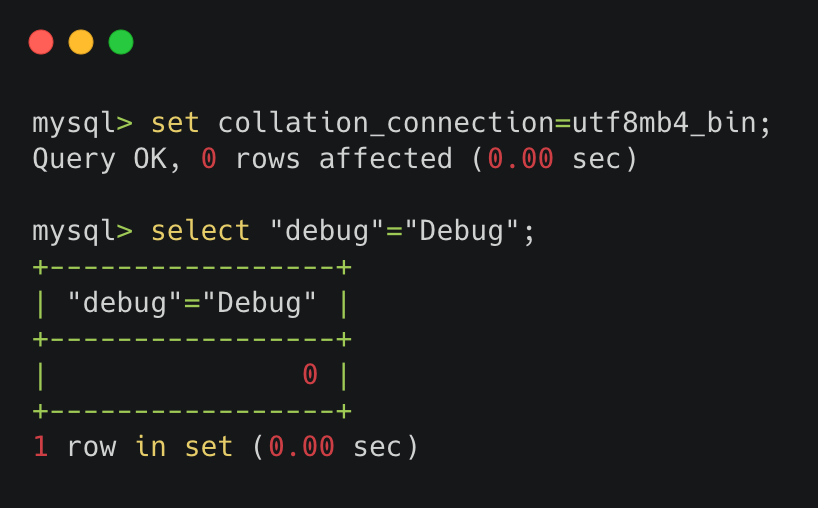 mysql> set collation_connection=utf8mb4_bin;
Query OK, 0 rows affected (0.00 sec)
mysql> select "debug"="Debug";
+-----------------+
| "debug"="Debug" |
+-----------------+
|               0 |
+-----------------+
1 row in set (0.00 sec)